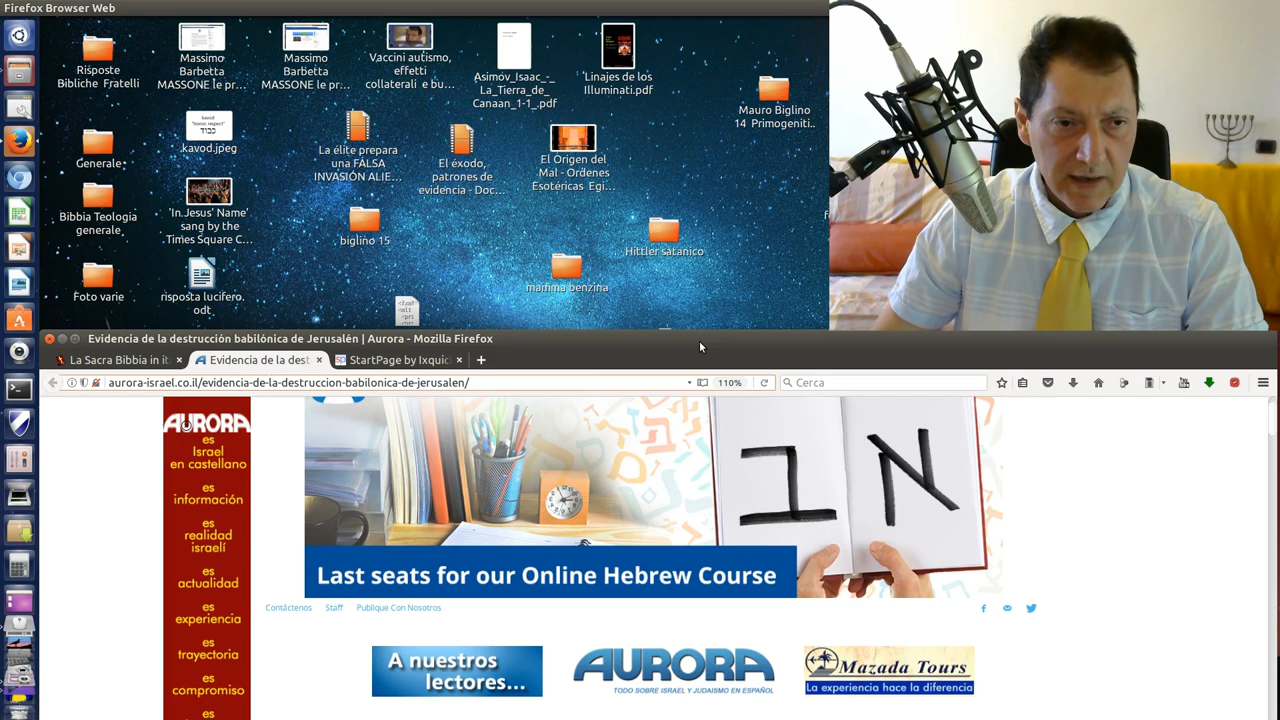 Firefox Browser Web
Risposte
Bibliche Fratelli
Massimo
Barbetta
MASSONE le pr...
Massimo
Barbetta
MASSONE le pr...
Vaccini autismo,
effetti
collaterali e bu...
Asimov_Isaac_-_
La_Tierra_de_
Canaan_1-1_.pdf
Linajes de los
Illuminati.pdf
Mauro Biglino
14 Primogeniti..
Generale
kavod
"honor, respect"
כבוד
kavod.jpeg
La élite prepara
una FALSA
INVASIÓN ALIE...
El éxodo,
patrones de
evidencia - Doc...
El Origen del
Mal - Ordenes
Esotéricas Egi...
Bibbia Teologia
generale
'In Jesus' Name'
sang by the
Times Square C...
biglino 15
Hittler satanico
Foto varie
risposta lucifero.
odt
mamma benzina
Evidencia de la destrucción babilónica de Jerusalén | Aurora - Mozilla Firefox
La Sacra Bibbia in it
Evidencia de la dest
StartPage by Ixquic
aurora-israel.co.il/evidencia-de-la-destruccion-babilonica-de-jerusalen/
110%
Cerca
AURORA
es
Israel
en castellano
es
información
es
realidad
israelí
es
actualidad
es
experiencia
es
trayectoria
es
compromiso
es
א
ב
Last seats for our Online Hebrew Course
Contáctenos Staff Publique Con Nosotros
A nuestros
lectores...
AURORA
TODO SOBRE ISRAEL Y JUDAISMO EN ESPAÑOL
Mazada Tours
La experiencia hace la diferencia